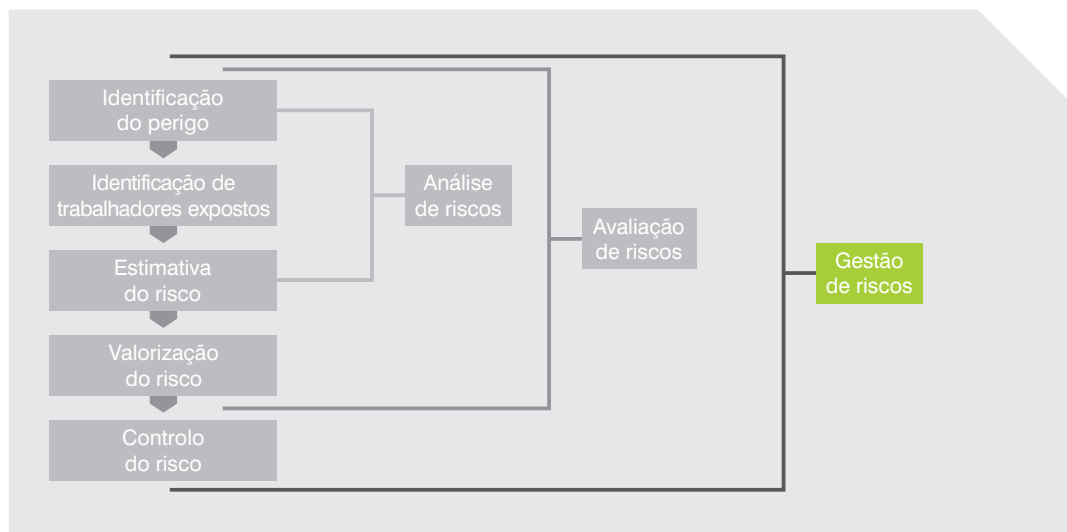 Identificação
do perigo
Identificação de
trabalhadores expostos
Estimativa
do risco
Valorização
do risco
Controlo
do risco
Análise
de riscos
Avaliação
de riscos
Gestão
de riscos